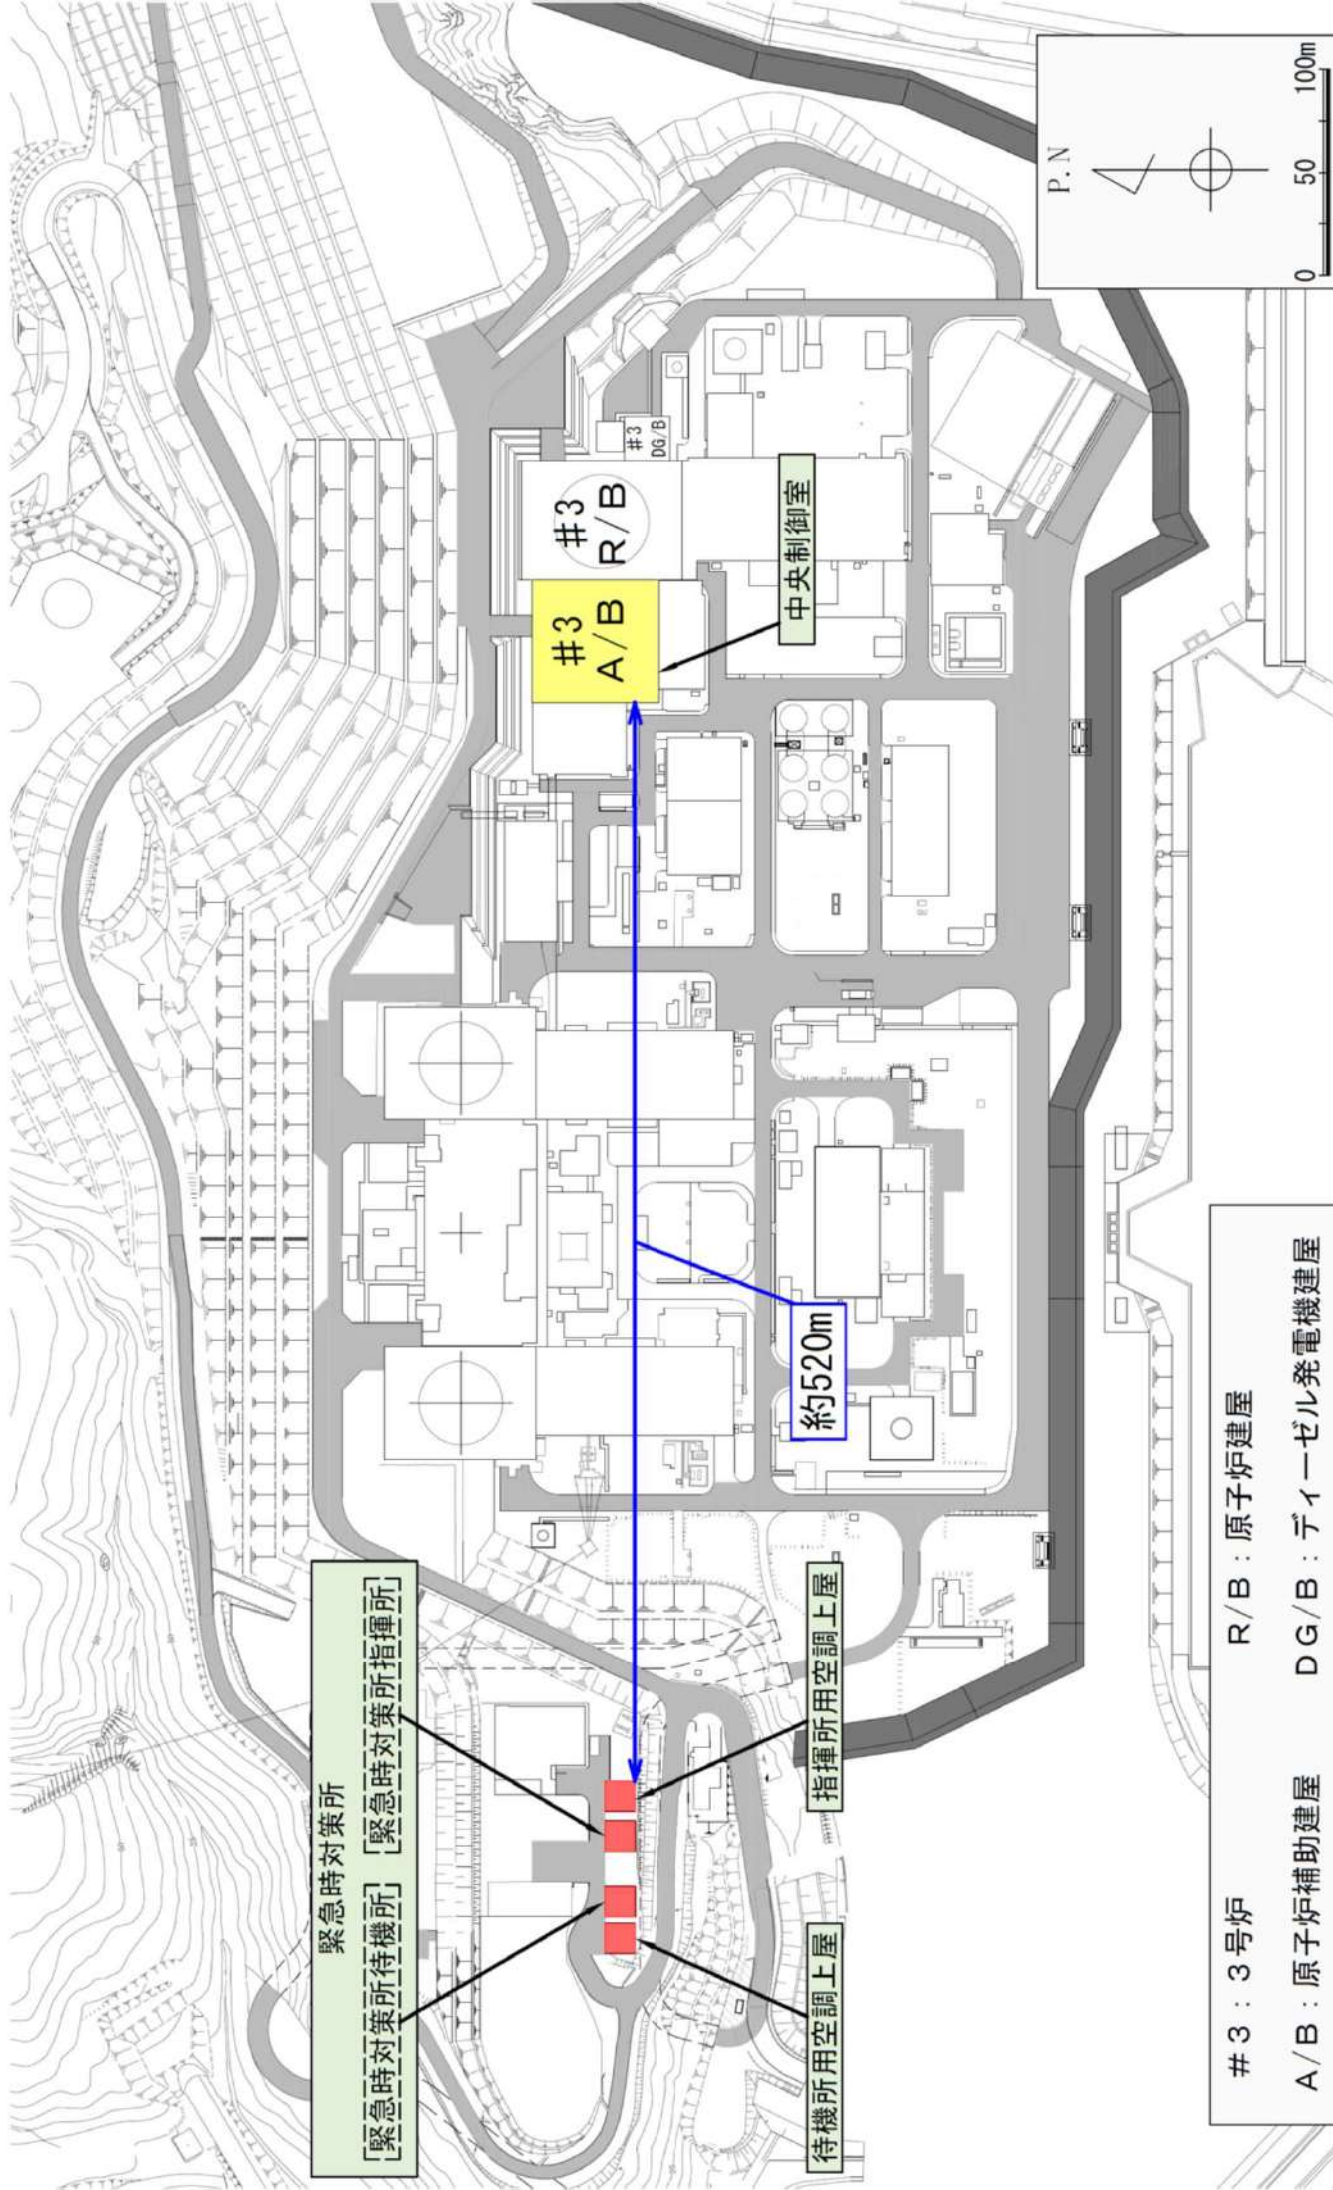 緊急時対策所
[緊急時対策所待機所] [緊急時対策所指揮所]
待機所用空調上屋
指揮所用空調上屋
約520m
#3
A/B
#3
R/B
#3
DG/B
中央制御室
P.N
0 50 100m
#3：3号炉 R/B：原子炉建屋
A/B：原子炉補助建屋 DG/B：ディーゼル発電機建屋